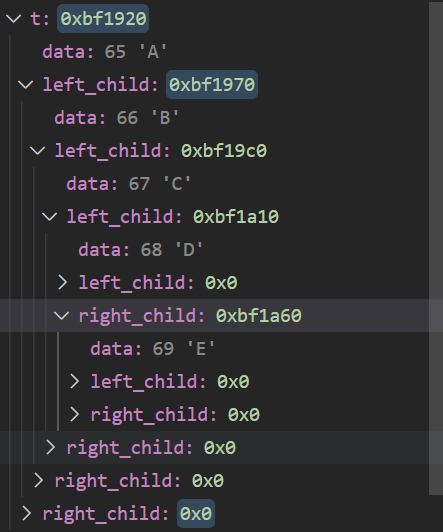 t: 0xbf1920
data: 65 'A'
left_child: 0xbf1970
data: 66 'B'
left_child: 0xbf19c0
data: 67 'C'
left_child: 0xbf1a10
data: 68 'D'
left_child: 0x0
right_child: 0xbf1a60
data: 69 'E'
left_child: 0x0
right_child: 0x0
right_child: 0x0
right_child: 0x0
right_child: 0x0